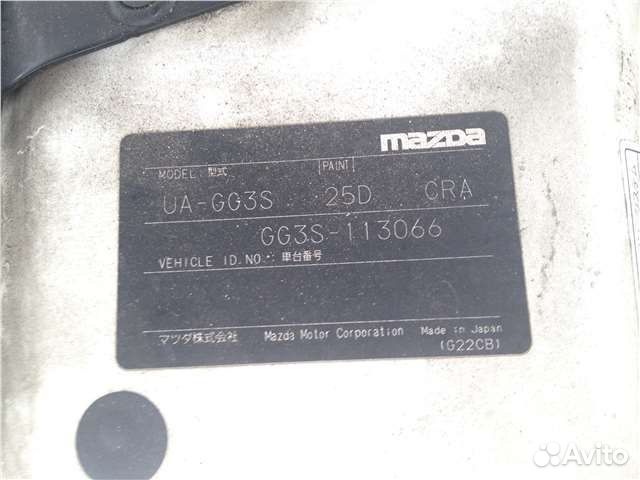 mazda
MODEL 型式 PAINT
UA-GG3S 25D CRA
GG3S-113066
VEHICLE ID.NO. 車台番号
マツダ株式会社 Mazda Motor Corporation Made in Japan
(G22CB)
Avito